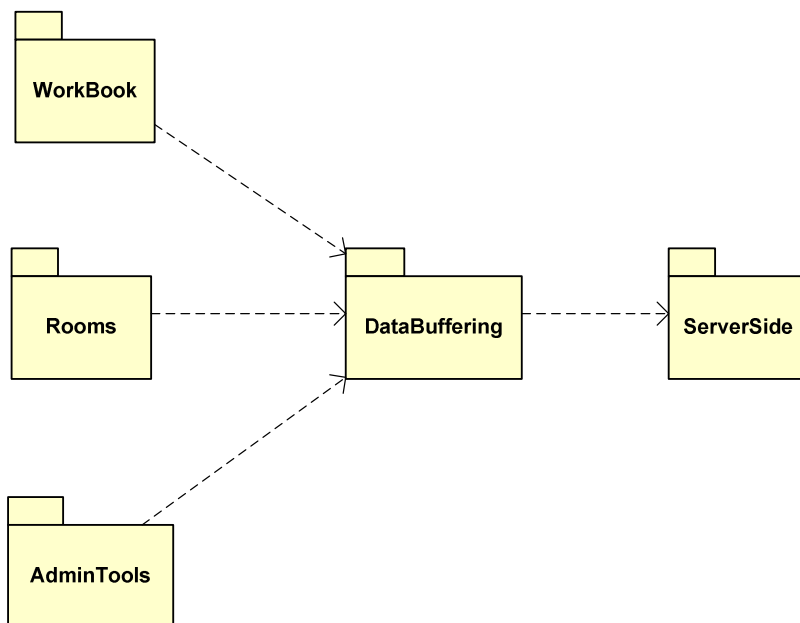 WorkBook
Rooms
DataBuffering
ServerSide
AdminTools